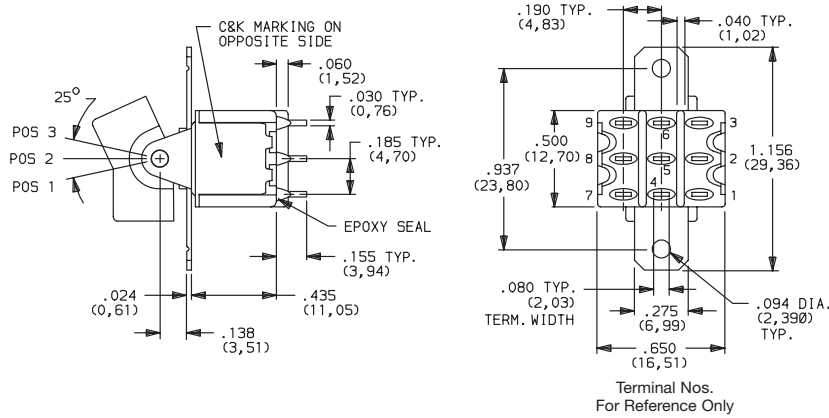 C&K MARKING ON
OPPOSITE SIDE
.060
(1,52)
.030 TYP.
(0,76)
25°
POS 3
POS 2
POS 1
.185 TYP.
(4,70)
EPOXY SEAL
.155 TYP.
(3,94)
.024
(0,61)
.435
(11,05)
.138
(3,51)
.190 TYP.
(4,83)
.040 TYP.
(1,02)
9
6
3
.500
(12,70)
1.156
(29,36)
8
5
2
.937
(23,80)
4
7
1
.080 TYP.
(2,03)
TERM. WIDTH
.275
(6,99)
.094 DIA.
(2,390)
TYP.
.650
(16,51)
Terminal Nos.
For Reference Only